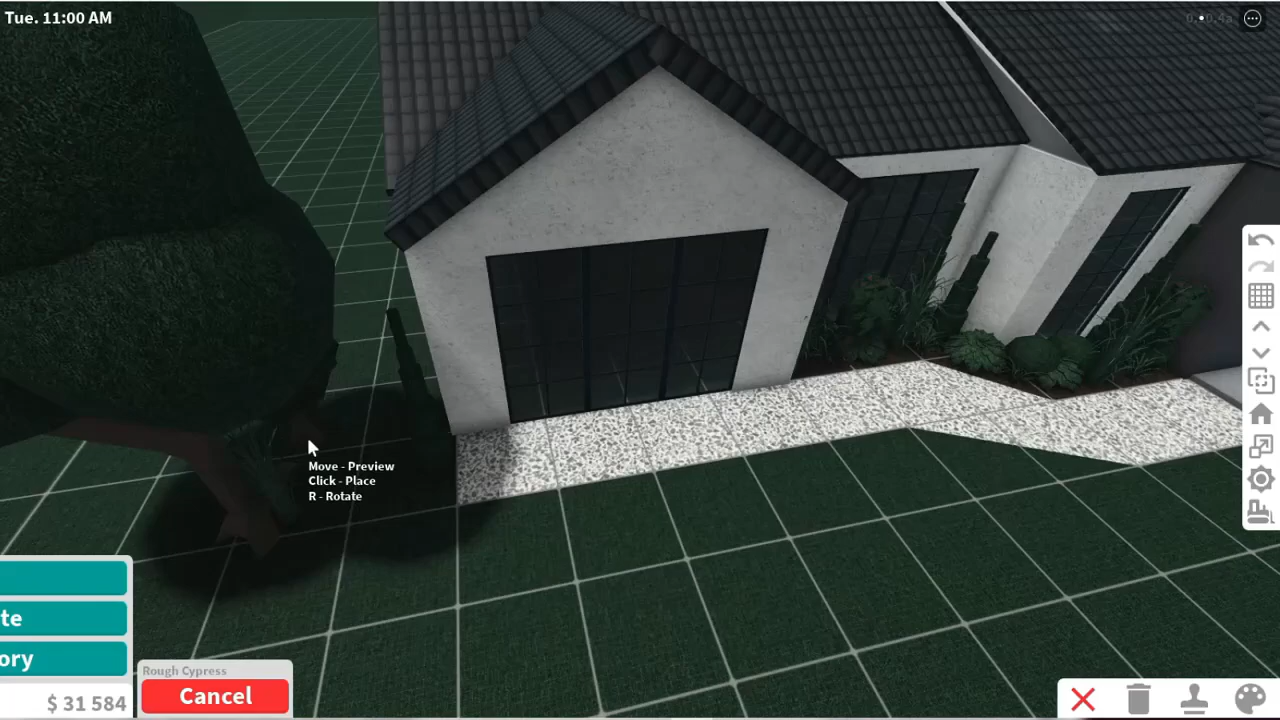 Tue. 11:00 AM
Move - Preview
Click - Place
R - Rotate
te
ory
$ 31 584
Rough Cypress
Cancel